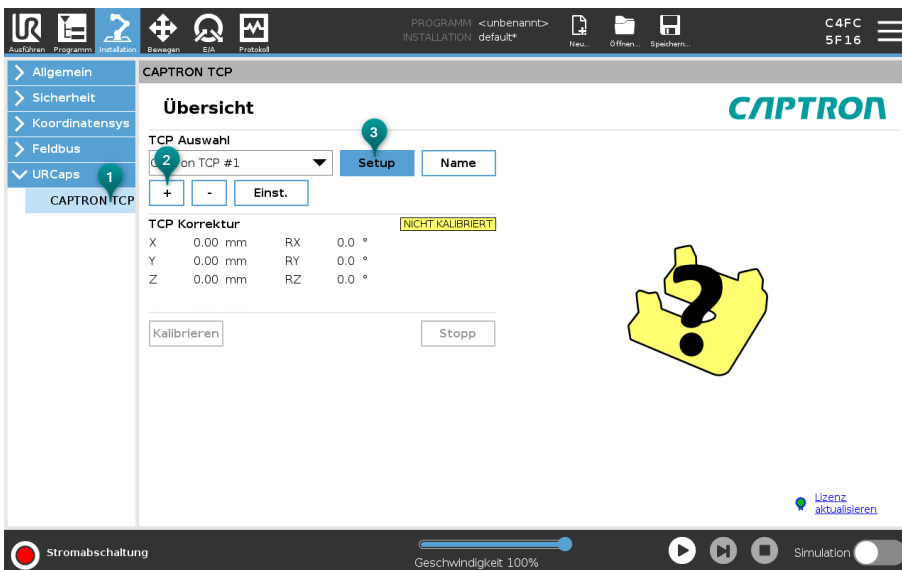 PROGRAMM <unbenannt>
INSTALLATION default*
C4FC
5F16
Ausführen Programm Installation Bewegen E/A Protokoll Neu... Öffnen... Speichern...
Allgemein
Sicherheit
Koordinatensys
Feldbus
URCaps
1
CAPTRON TCP
CAPTRON TCP
Übersicht
CAPTRON
TCP Auswahl
3
2
on TCP #1
Setup
Name
+ - Einst.
TCP Korrektur NICHT KALIBRIERT
X 0.00 mm RX 0.0 °
Y 0.00 mm RY 0.0 °
Z 0.00 mm RZ 0.0 °
Kalibrieren Stopp
?
Lizenz
aktualisieren
Stromabschaltung
Geschwindigkeit 100%
Simulation